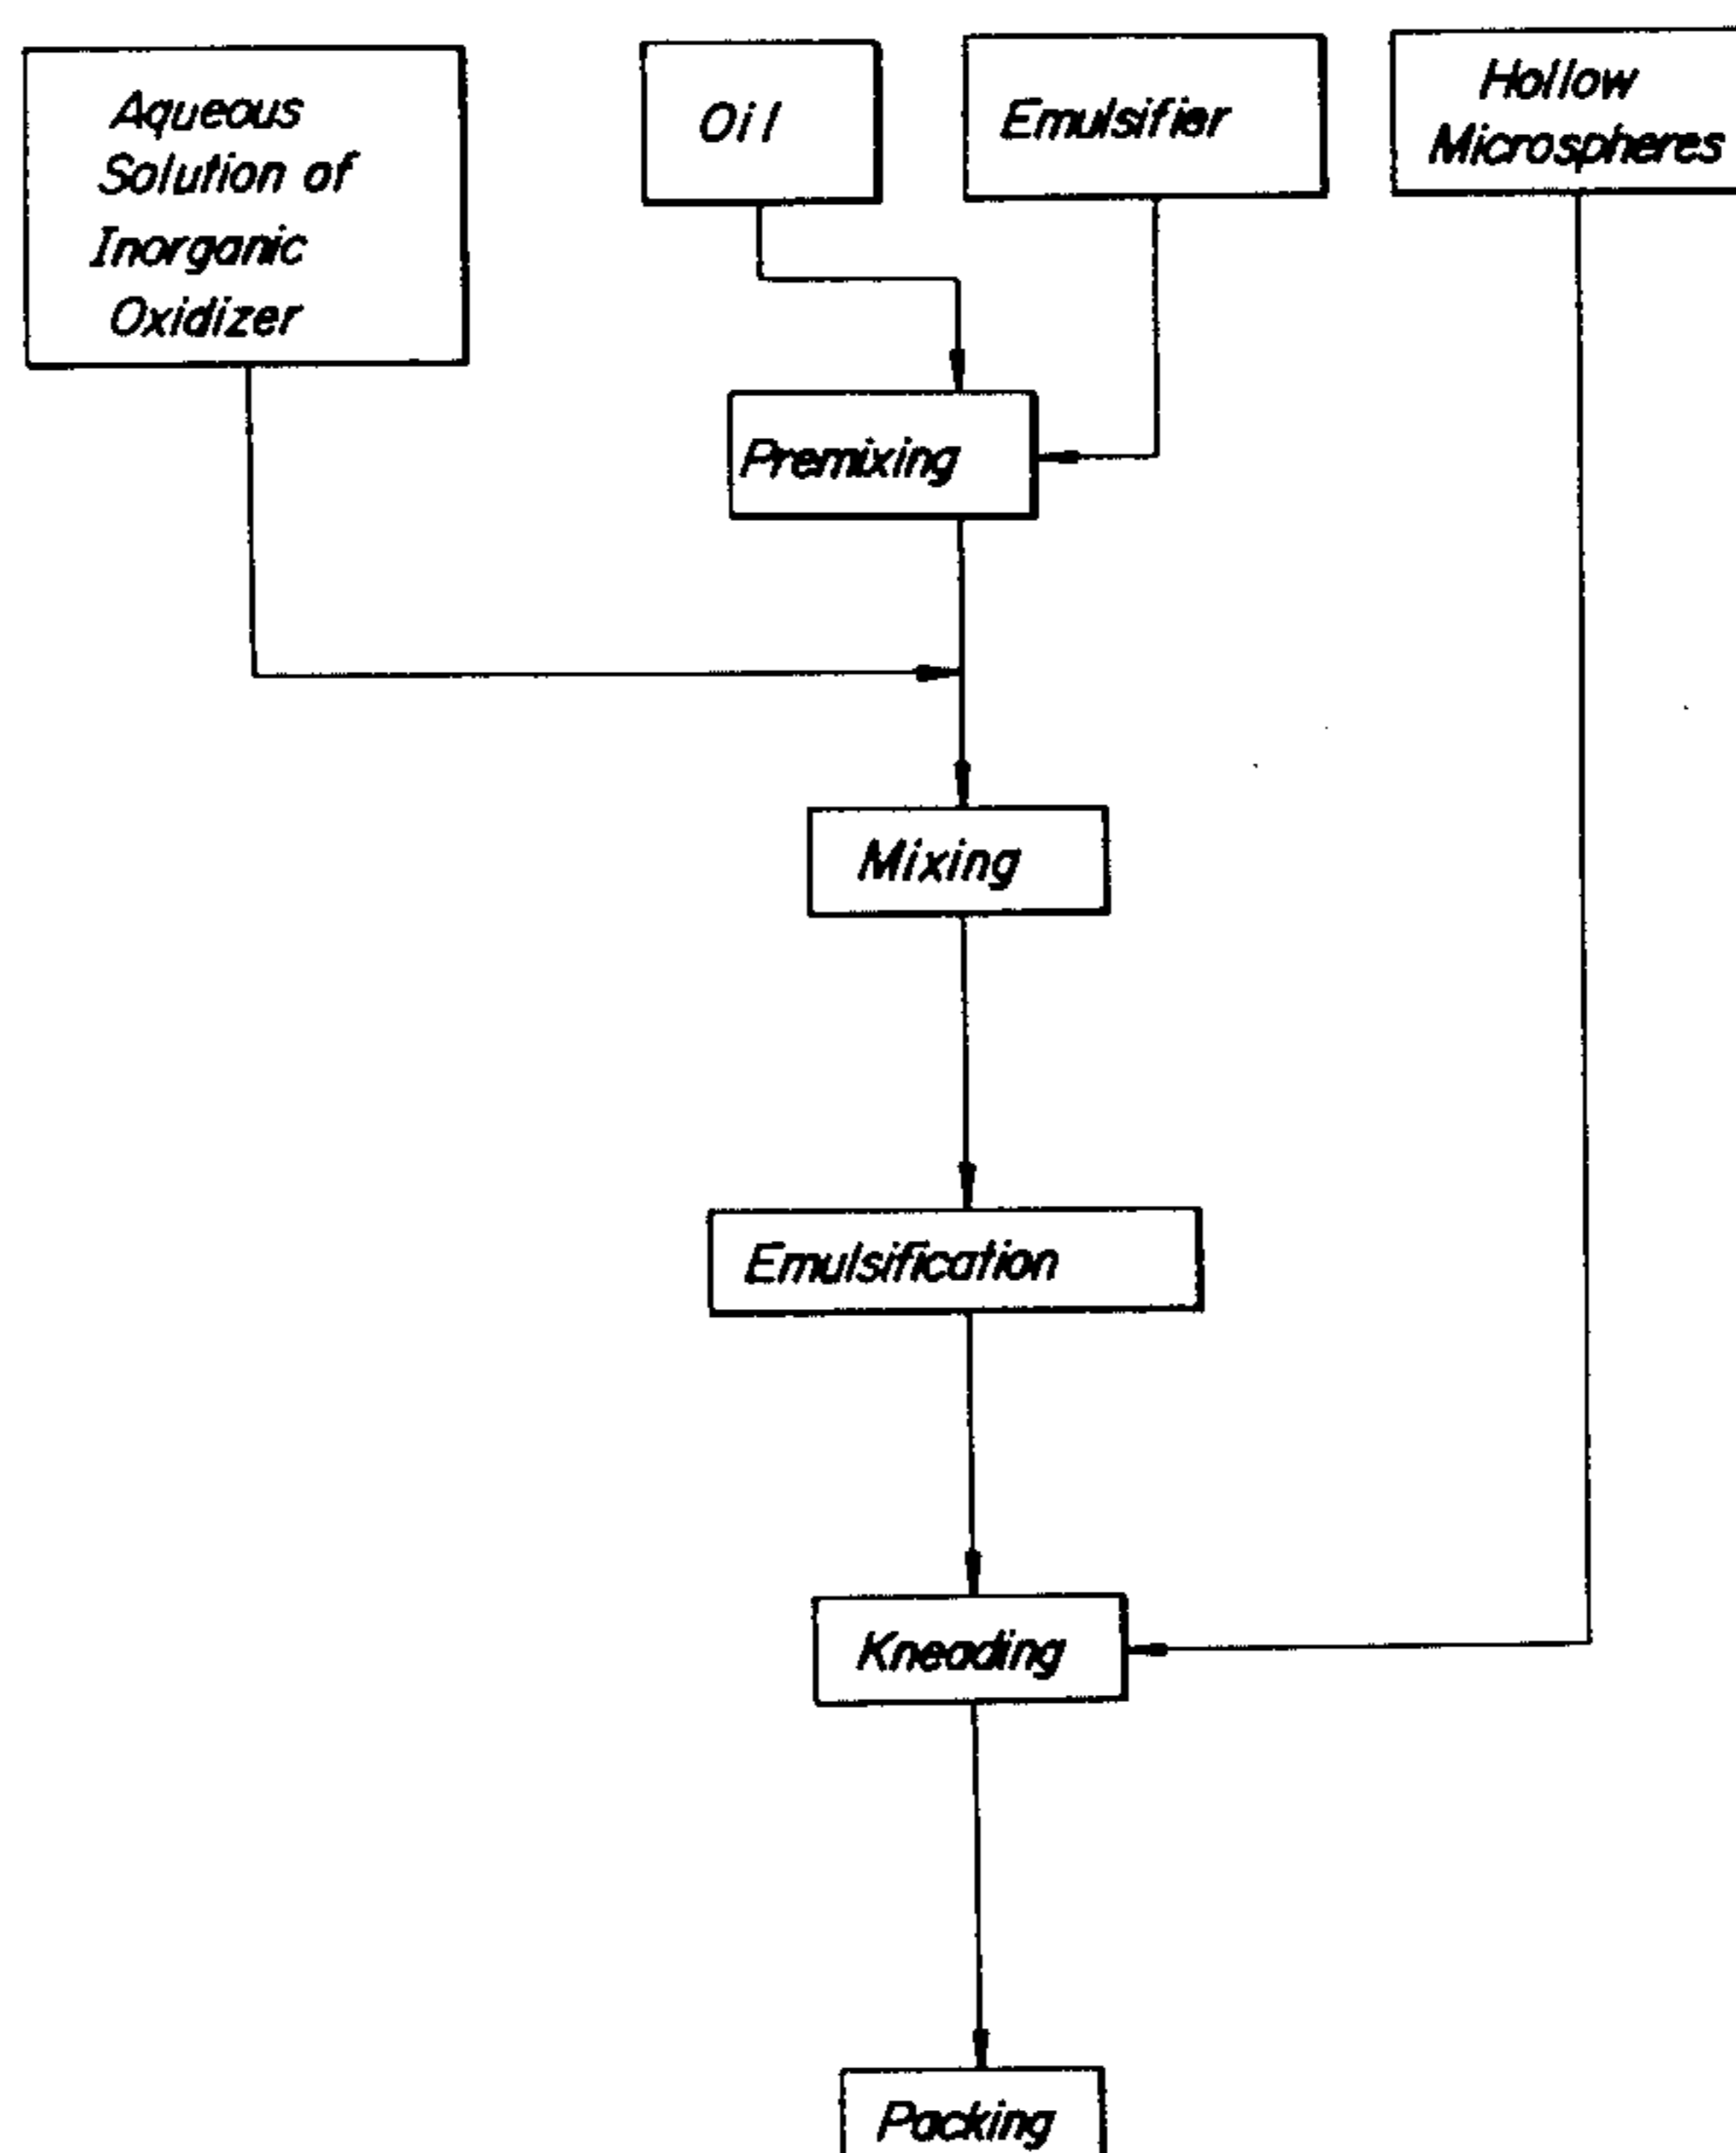 Aqueous
Solution of
Inorganic
Oxidizer
Oil
Emulsifier
Hollow
Microspheres
Premixing
Mixing
Emulsification
Kneading
Packing